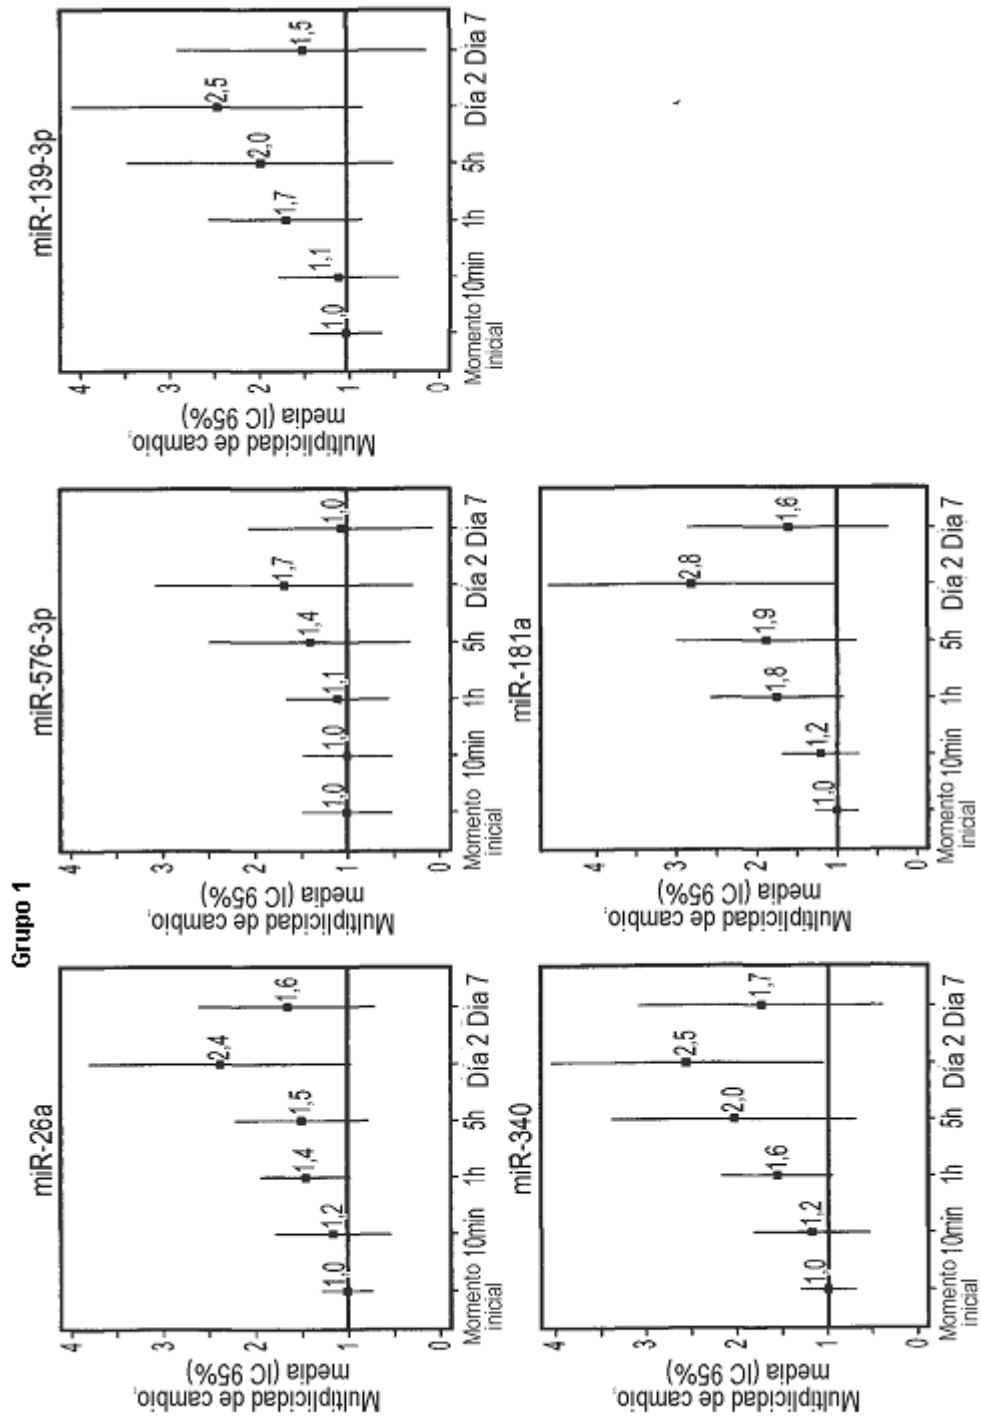 Grupo 1
miR-26a
Multiplicidad de cambio,
media (IC 95%)
4
3
2
1
0
1,0
1,2
1,4
1,5
2,4
1,6
Momento
inicial
10min
1h
5h
Día 2
Día 7
miR-576-3p
Multiplicidad de cambio,
media (IC 95%)
4
3
2
1
0
1,0
1,0
1,1
1,4
1,7
1,0
Momento
inicial
10min
1h
5h
Día 2
Día 7
miR-139-3p
Multiplicidad de cambio,
media (IC 95%)
4
3
2
1
0
1,0
1,1
1,7
2,0
2,5
1,5
Momento
inicial
10min
1h
5h
Día 2
Día 7
miR-340
Multiplicidad de cambio,
media (IC 95%)
4
3
2
1
0
1,0
1,2
1,6
2,0
2,5
1,7
Momento
inicial
10min
1h
5h
Día 2
Día 7
miR-181a
Multiplicidad de cambio,
media (IC 95%)
4
3
2
1
0
1,0
1,2
1,8
1,9
2,8
1,6
Momento
inicial
10min
1h
5h
Día 2
Día 7